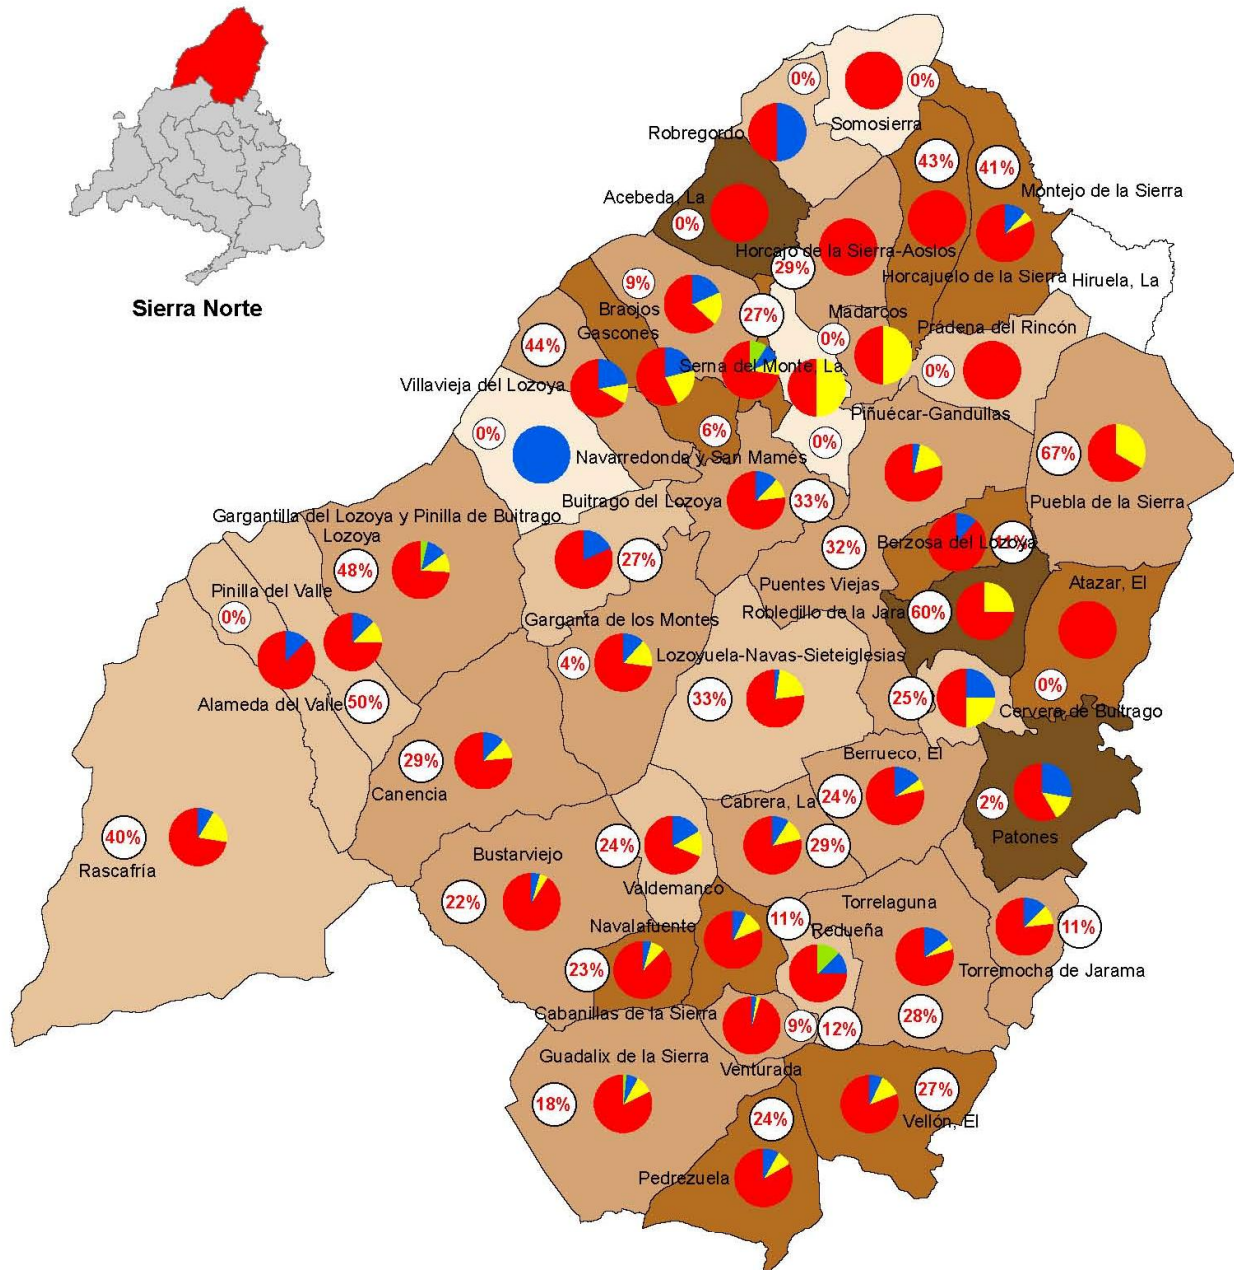 Sierra Norte
0%
0%
Somosierra
Robregordo
43%
41%
Montejo de la Sierra
Acebeda, La
0%
Horcajo de la Sierra-Aoslos
29%
Horcajuelo de la Sierra
Hiruela, La
9%
Braojos
27%
Madarcos
0%
Prádena del Rincón
0%
Gascones
44%
Serna del Monte, La
Villavieja del Lozoya
Piñuécar-Gandullas
0%
6%
0%
67%
Navarredonda y San Mamés
Puebla de la Sierra
Buitrago del Lozoya
33%
Gargantilla del Lozoya y Pinilla de Buitrago
Lozoya
48%
27%
32%
Berzosa del Lozoya
Puentes Viejas
Atazar, El
Pinilla del Valle
0%
Robledillo de la Jara
60%
Garganta de los Montes
4%
Lozoyuela-Navas-Sieteiglesias
33%
0%
Alameda del Valle
50%
25%
Cervera de Buitrago
29%
Canencia
Berrueco, El
24%
Cabrera, La
29%
2%
Patones
40%
Rascafría
24%
Valdemanco
Bustarviejo
22%
Navalafuente
11%
Redueña
Torrelaguna
11%
Torremocha de Jarama
23%
Cabanillas de la Sierra
9%
12%
28%
Guadalix de la Sierra
Venturada
18%
24%
27%
Vellón, El
Pedrezuela